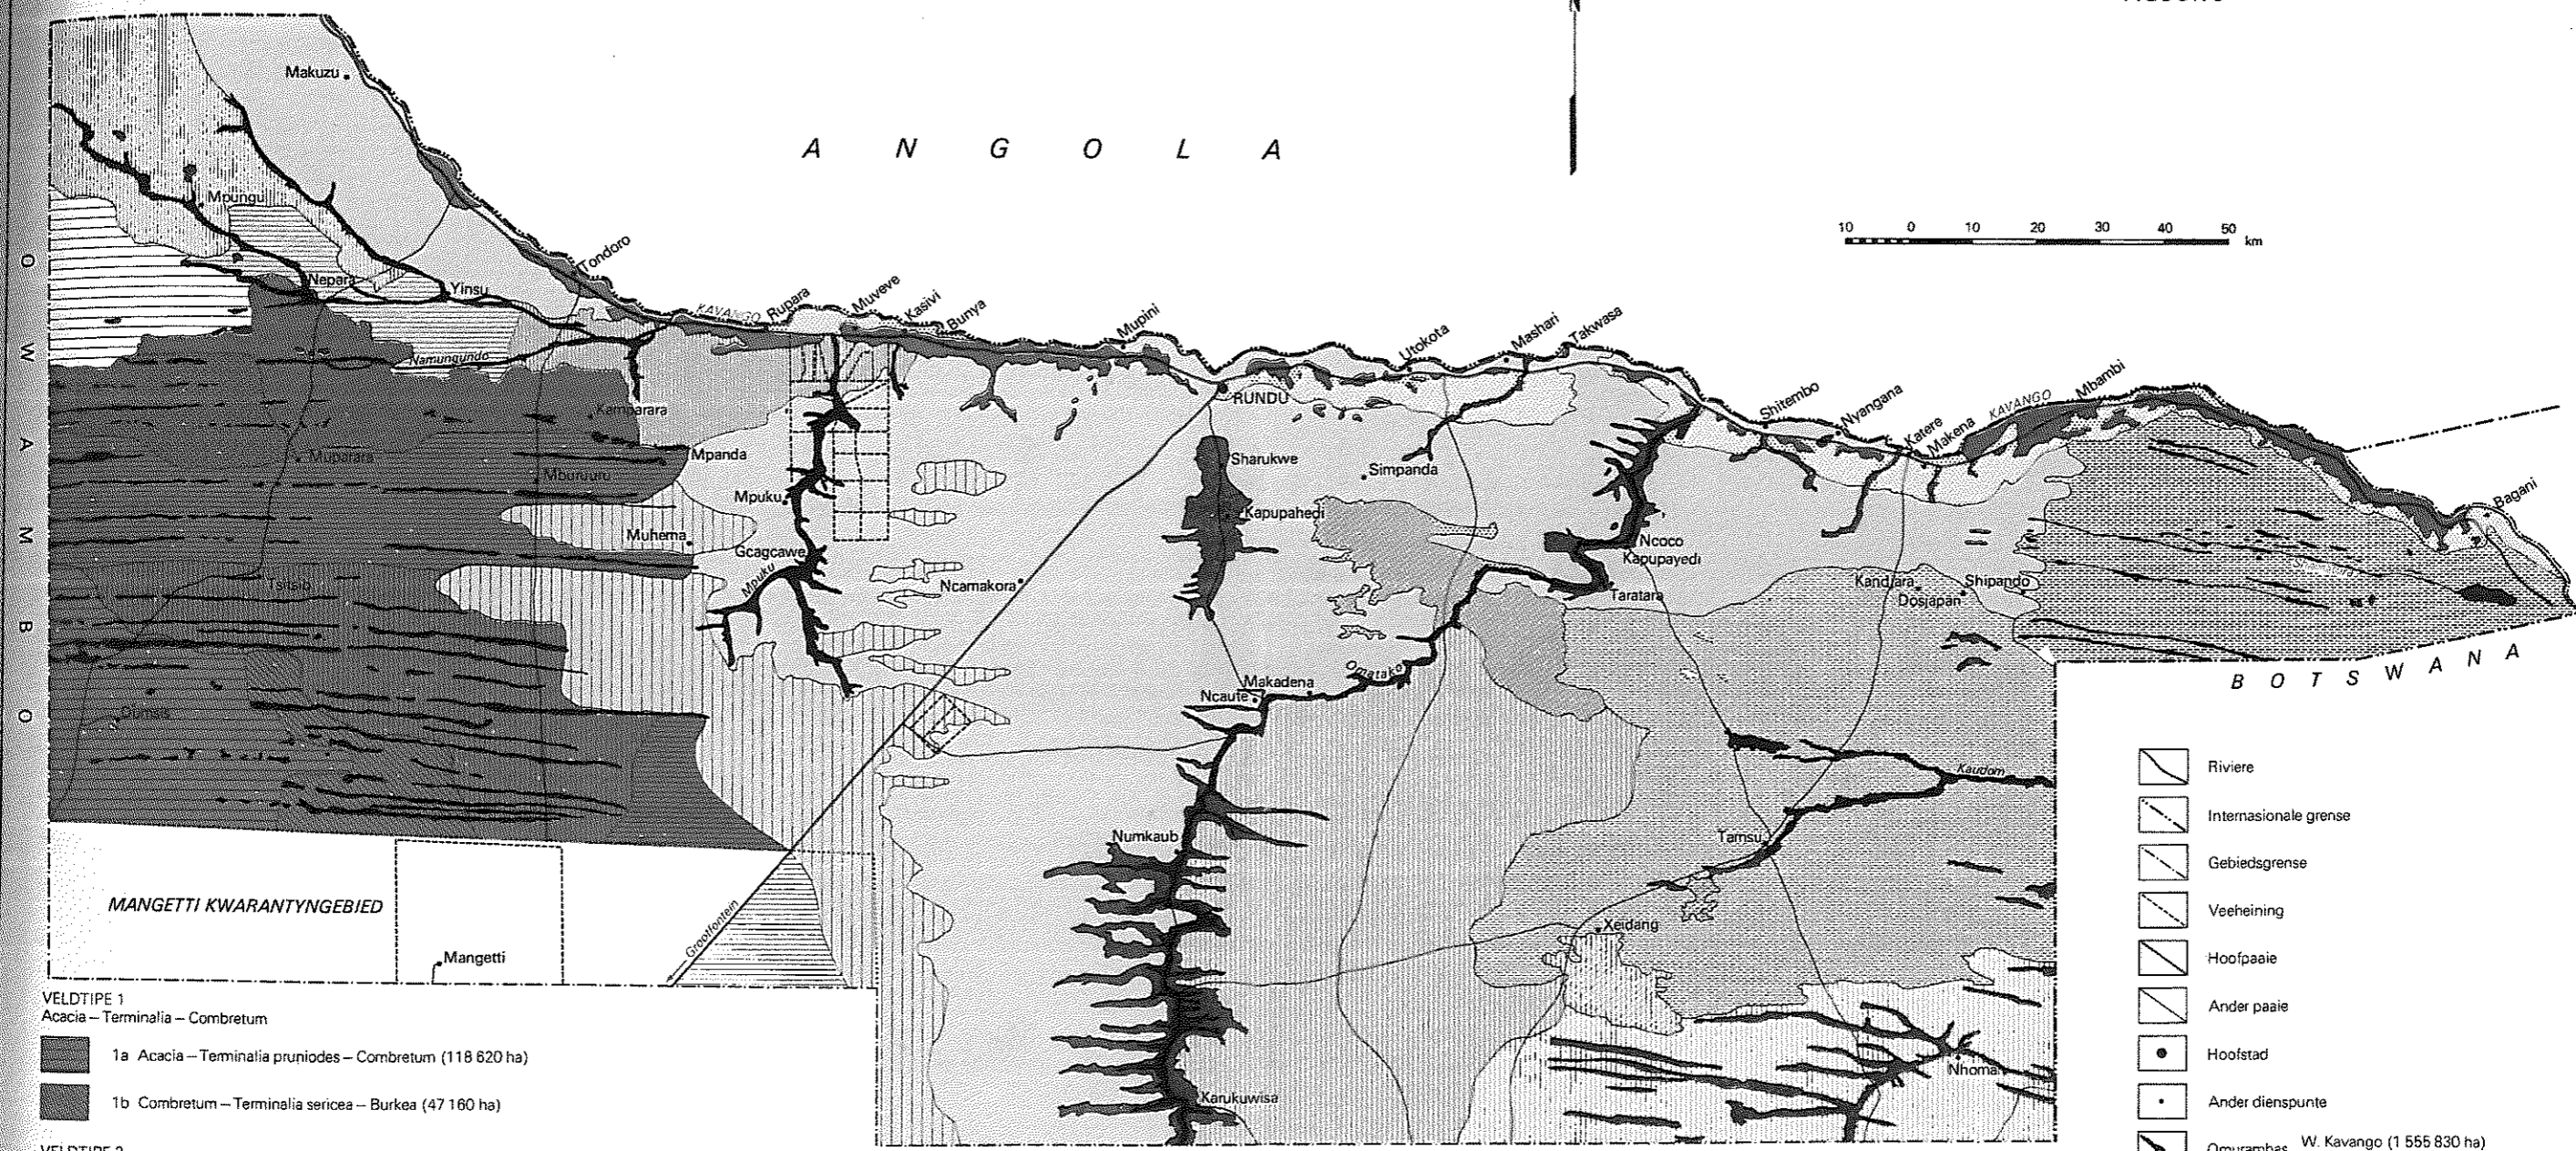 A N G O L A
N
10 0 10 20 30 40 50 km
Makuzu
Mpungu
Tondoro
Nepara
Yinsu
KAVANGO
Rupara
Muveve
Kasivi
Bunya
Mupini
Utokota
Mashari
Takwasa
Namungundo
RUNDU
Shitembo
Nyangana
Katere
Makena
KAVANGO
Mbambi
Bagani
Kamparara
Muparara
Mpanda
Mburuuru
Sharukwe
Simpanda
Mpuku
Kapupahedi
Muhema
Gcagcawe
Mpuku
Ncamakora
Ncoco
Kapupayedi
Taratara
Kandjara
Shipando
Dosjapan
Tsitsib
Omatako
Makadena
Ncaute
O W A M B O
B O T S W A N A
Kaudom
Numkaub
Tamsu
Xeidang
Nhoma
Karukuwisa
MANGETTI KWARANTYNGEBIED
Mangetti
Grootfontein
VELDTIPE 1
Acacia – Terminalia – Combretum
1a Acacia – Terminalia pruniodes – Combretum (118 620 ha)
1b Combretum – Terminalia sericea – Burkea (47 160 ha)
VELDTIPE 2
Riviere
Internasionale grense
Gebiedsgrense
Veeheining
Hoofpaaie
Ander paaie
Hoofstad
Ander dienspunte
Omurambas W. Kavango (1 555 830 ha)